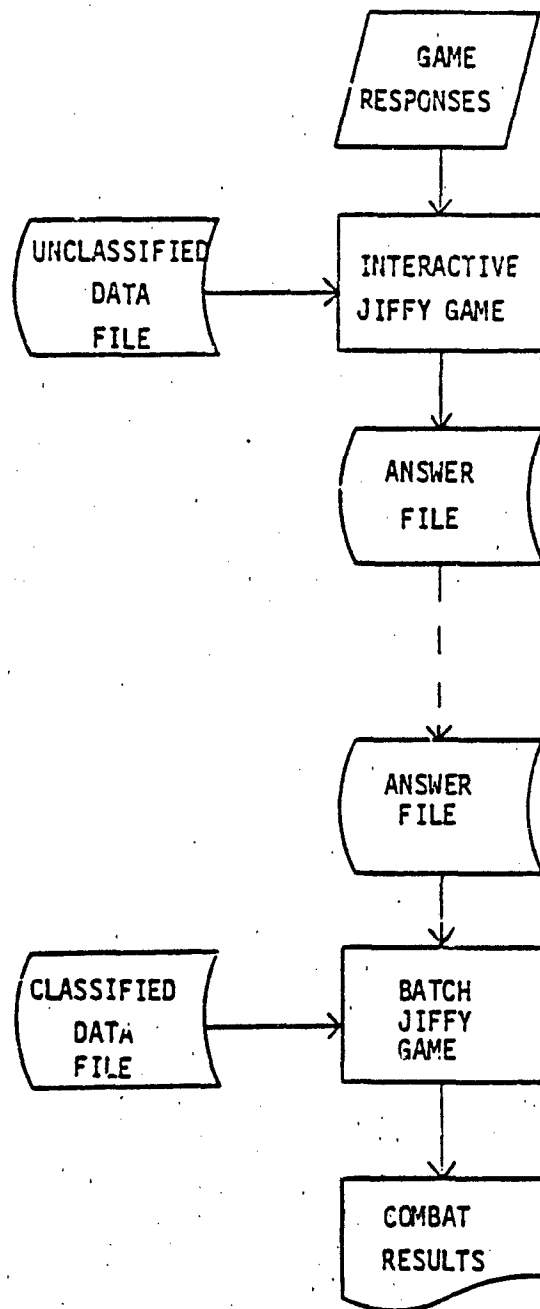 GAME
RESPONSES
UNCLASSIFIED
DATA
FILE
INTERACTIVE
JIFFY GAME
ANSWER
FILE
ANSWER
FILE
CLASSIFIED
DATA
FILE
BATCH
JIFFY
GAME
COMBAT
RESULTS